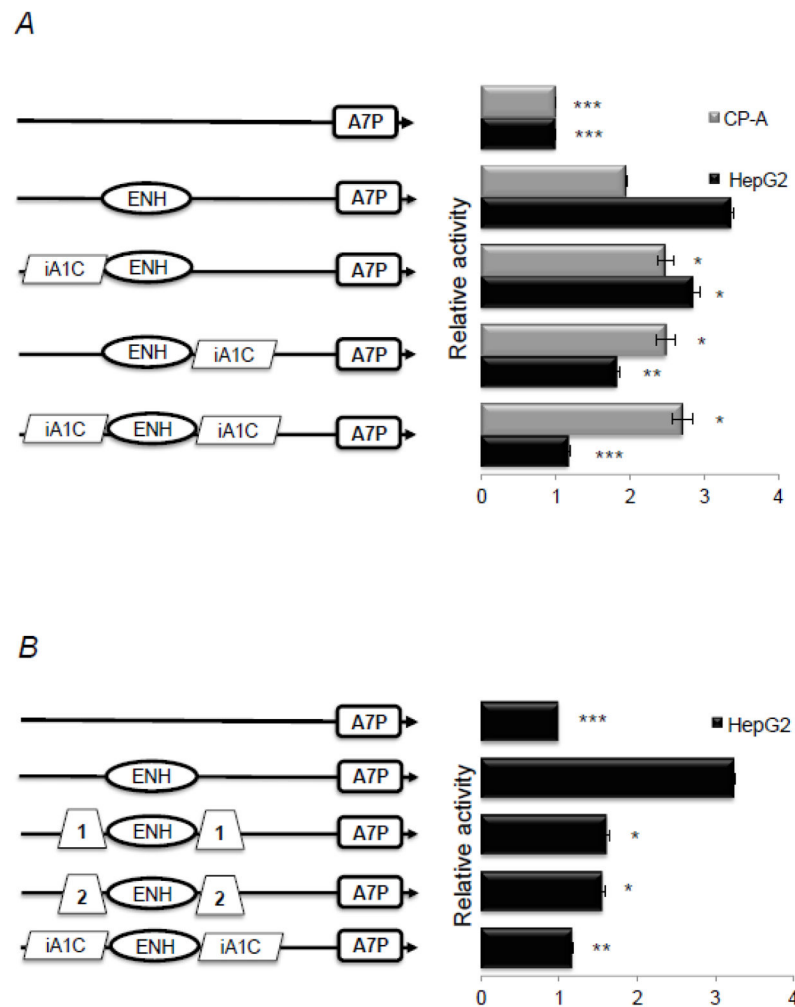 A
A7P
***
***
CP-A
ENH
A7P
HepG2
iA1C
ENH
A7P
*
*
ENH
iA1C
A7P
*
**
iA1C
ENH
iA1C
A7P
*
***
Relative activity
0 1 2 3 4
B
A7P
***
HepG2
ENH
A7P
1
ENH
1
A7P
*
2
ENH
2
A7P
*
iA1C
ENH
iA1C
A7P
**
Relative activity
0 1 2 3 4